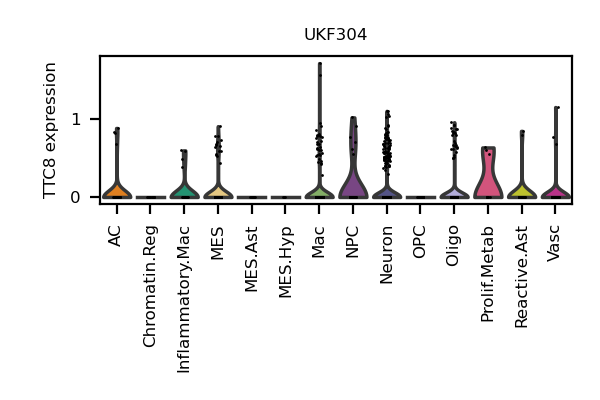 UKF304
TTC8 expression
1
0
AC
Chromatin.Reg
Inflammatory.Mac
MES
MES.Ast
MES.Hyp
Mac
NPC
Neuron
OPC
Oligo
Prolif.Metab
Reactive.Ast
Vasc